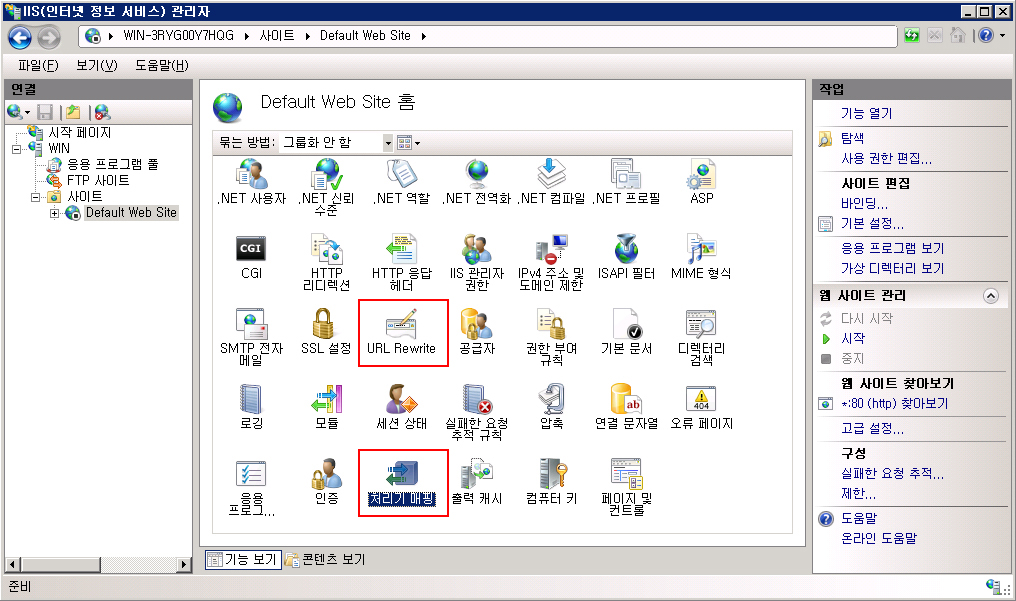 IIS(인터넷 정보 서비스) 관리자
WIN-3RYG00Y7HQG
사이트
Default Web Site
파일(F)
보기(V)
도움말(H)
연결
시작 페이지
WIN
응용 프로그램 풀
FTP 사이트
사이트
Default Web Site
Default Web Site 홈
묶는 방법: 그룹화 안 함
.NET 사용자
.NET 신뢰
수준
.NET 역할
.NET 전역화
.NET 컴파일
.NET 프로필
ASP
CGI
CGI
HTTP
리디렉션
HTTP 응답
헤더
IIS 관리자
권한
IPv4 주소 및
도메인 제한
ISAPI 필터
MIME 형식
SMTP 전자
메일
SSL 설정
URL Rewrite
공급자
권한 부여
규칙
기본 문서
디렉터리
검색
로깅
모듈
세션 상태
실패한 요청
추적 규칙
압축
ab
연결 문자열
404
오류 페이지
응용
프로그...
인증
처리기 매핑
출력 캐시
컴퓨터 키
페이지 및
컨트롤
기능 보기
콘텐츠 보기
작업
기능 열기
탐색
사용 권한 편집...
사이트 편집
바인딩...
기본 설정...
응용 프로그램 보기
가상 디렉터리 보기
웹 사이트 관리
다시 시작
시작
중지
웹 사이트 찾아보기
*:80 (http) 찾아보기
고급 설정...
구성
실패한 요청 추적...
제한...
도움말
온라인 도움말
준비